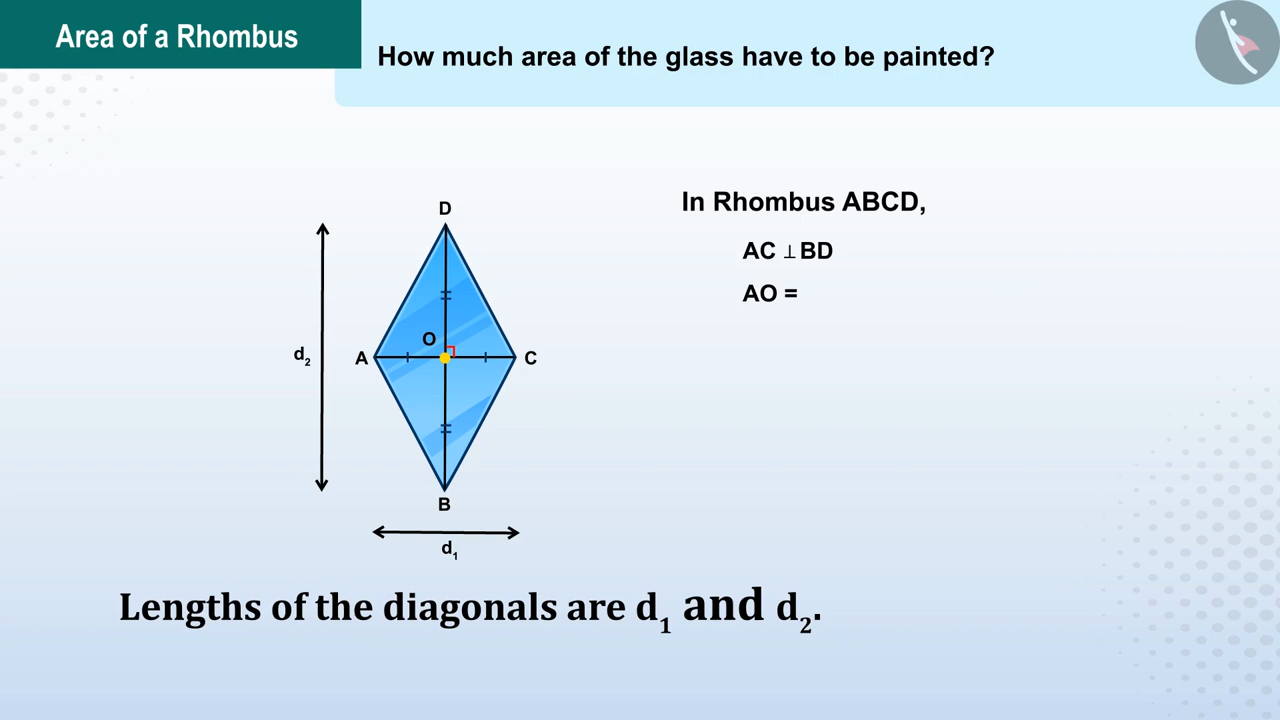 Area of a Rhombus
How much area of the glass have to be painted?
In Rhombus ABCD,
AC ⊥ BD
AO =
D
O
d₂
A
C
B
d₁
Lengths of the diagonals are d₁ and d₂.